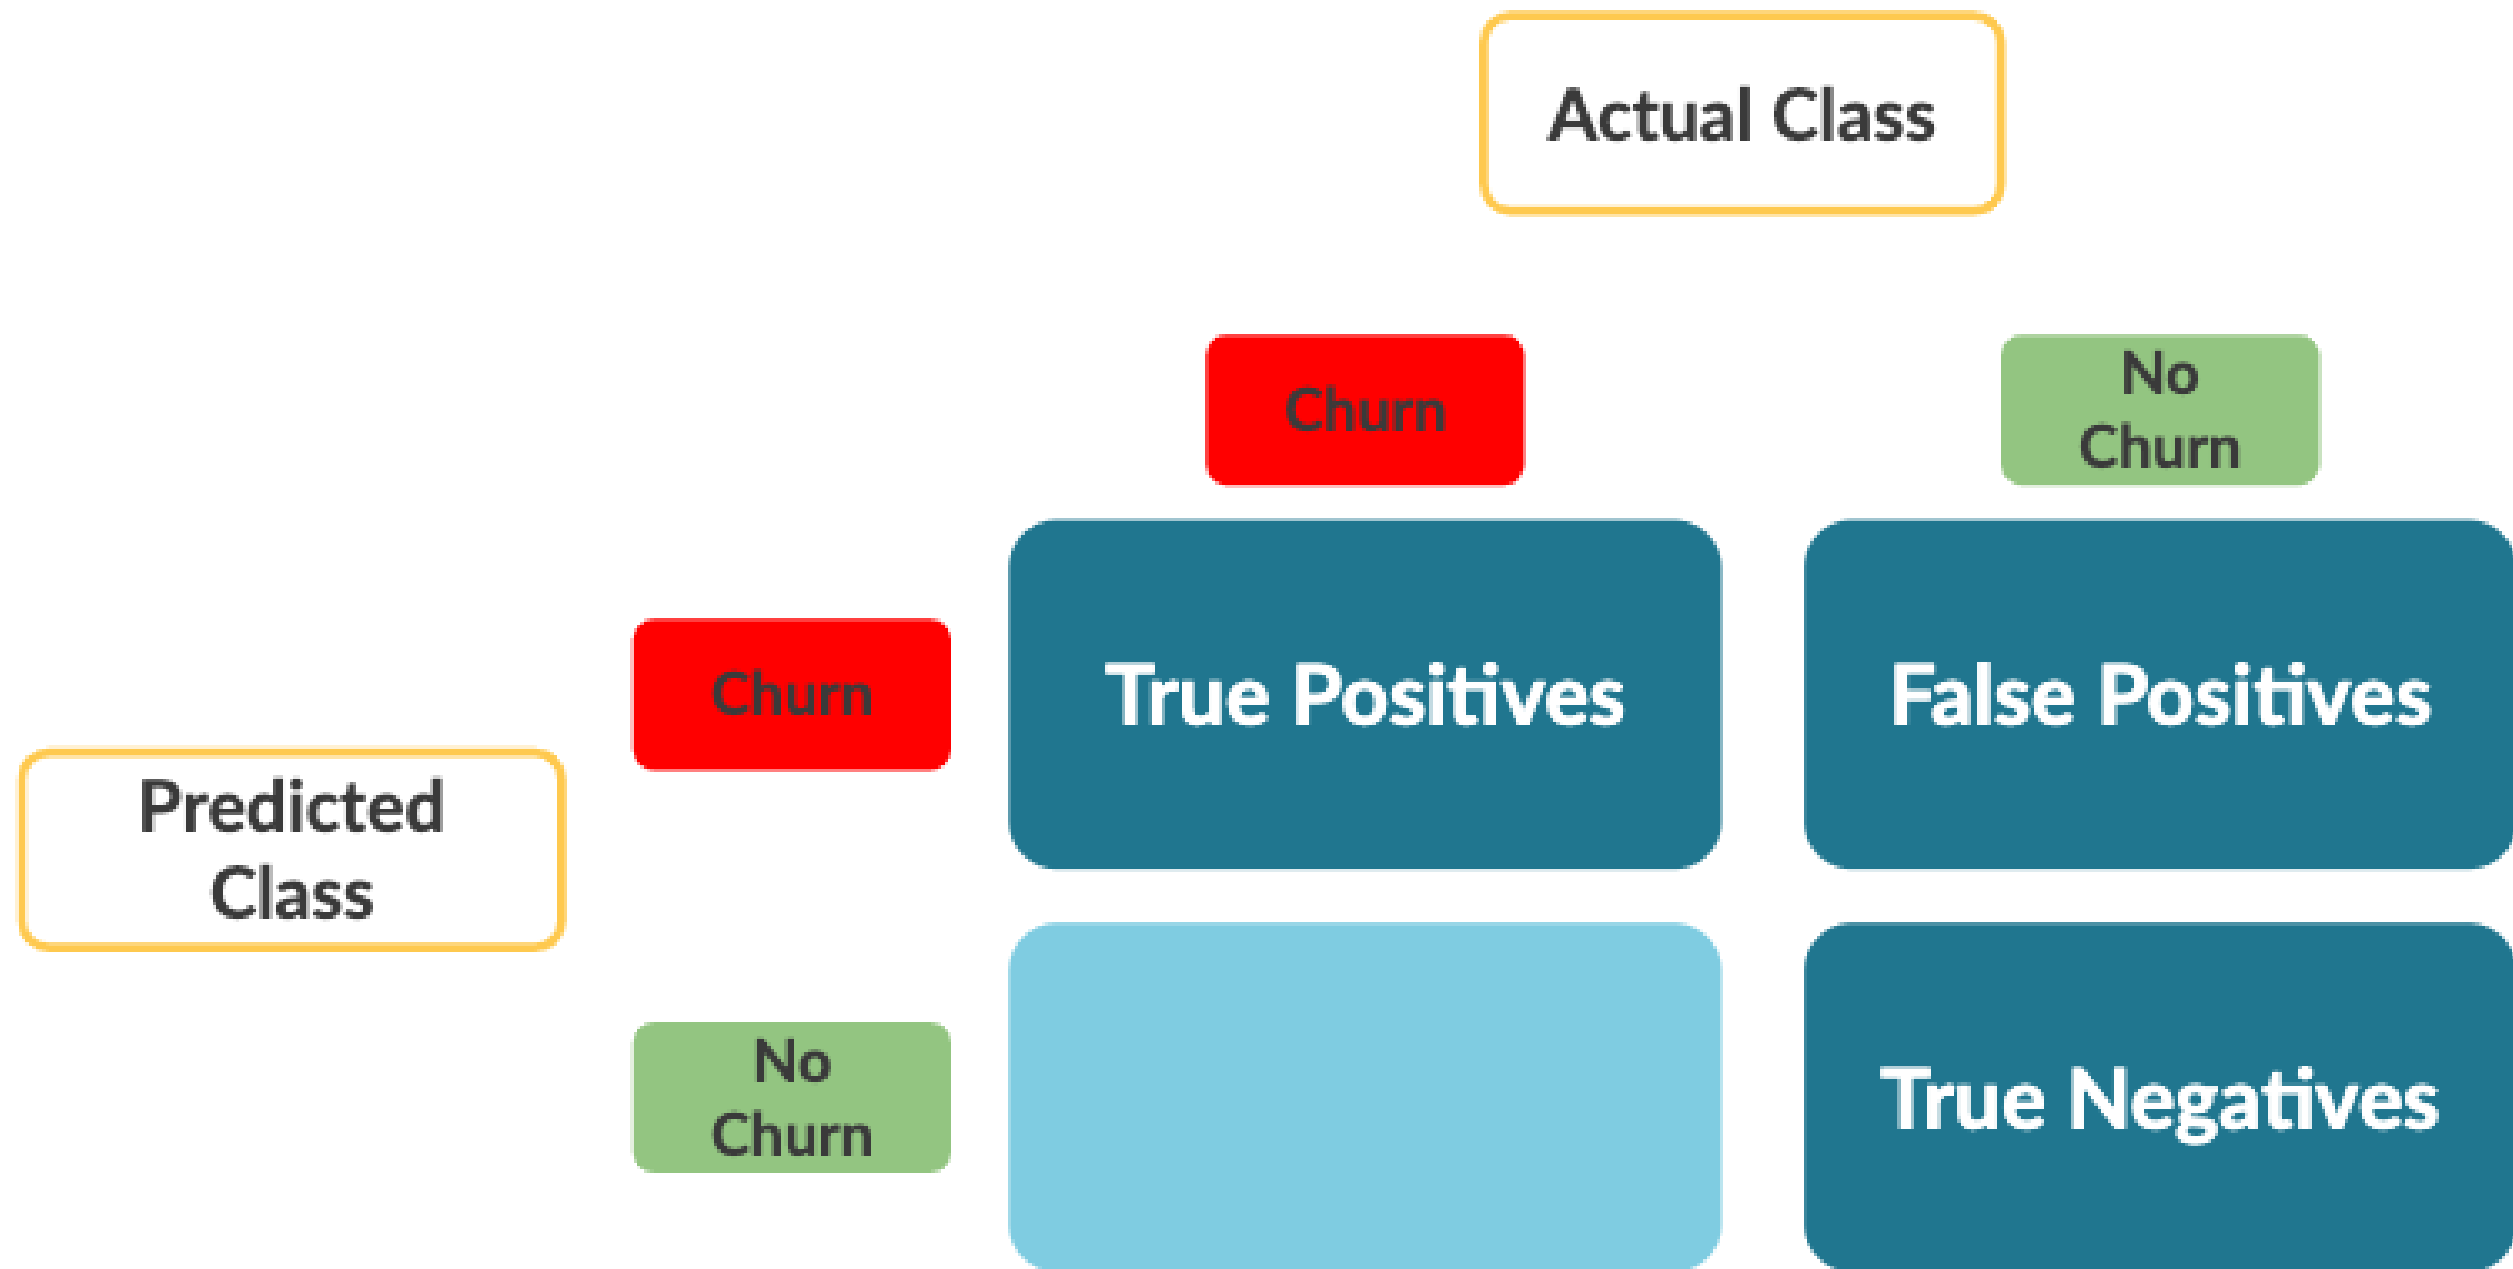 Actual Class
Churn
No
Churn
Churn
True Positives
False Positives
Predicted
Class
No
Churn
True Negatives